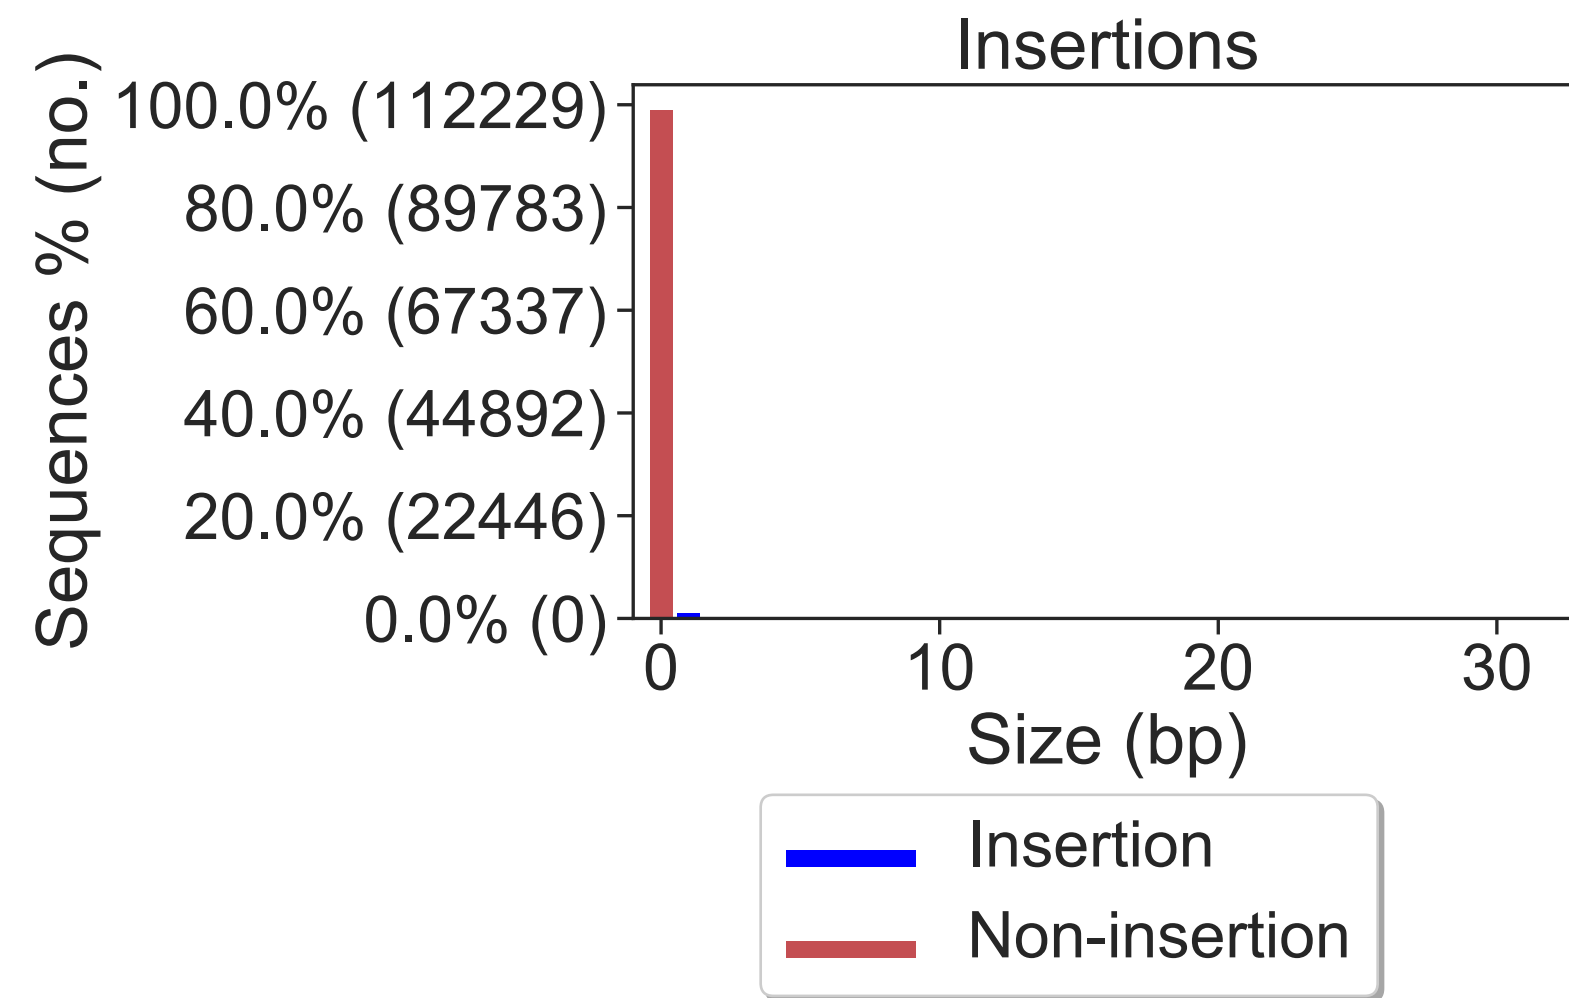 Insertions
Sequences % (no.)
100.0% (112229)
80.0% (89783)
60.0% (67337)
40.0% (44892)
20.0% (22446)
0.0% (0)
0 10 20 30
Size (bp)
Insertion
Non-insertion